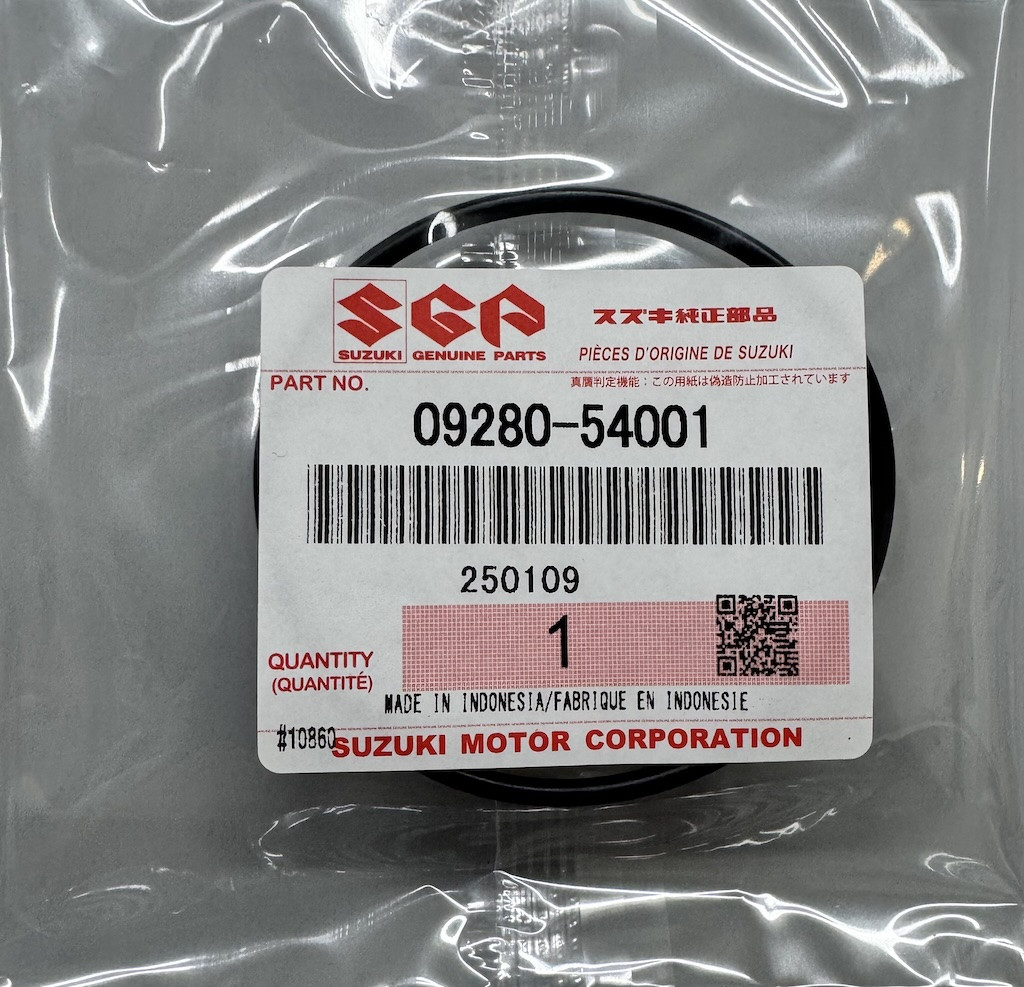 SGP
スズキ純正部品
SUZUKI GENUINE PARTS
PIÈCES D'ORIGINE DE SUZUKI
PART NO.
真贋判定機能：この用紙は偽造防止加工されています
09280-54001
250109
1
QUANTITY
(QUANTITÉ)
MADE IN INDONESIA/FABRIQUE EN INDONESIE
#10860
SUZUKI MOTOR CORPORATION